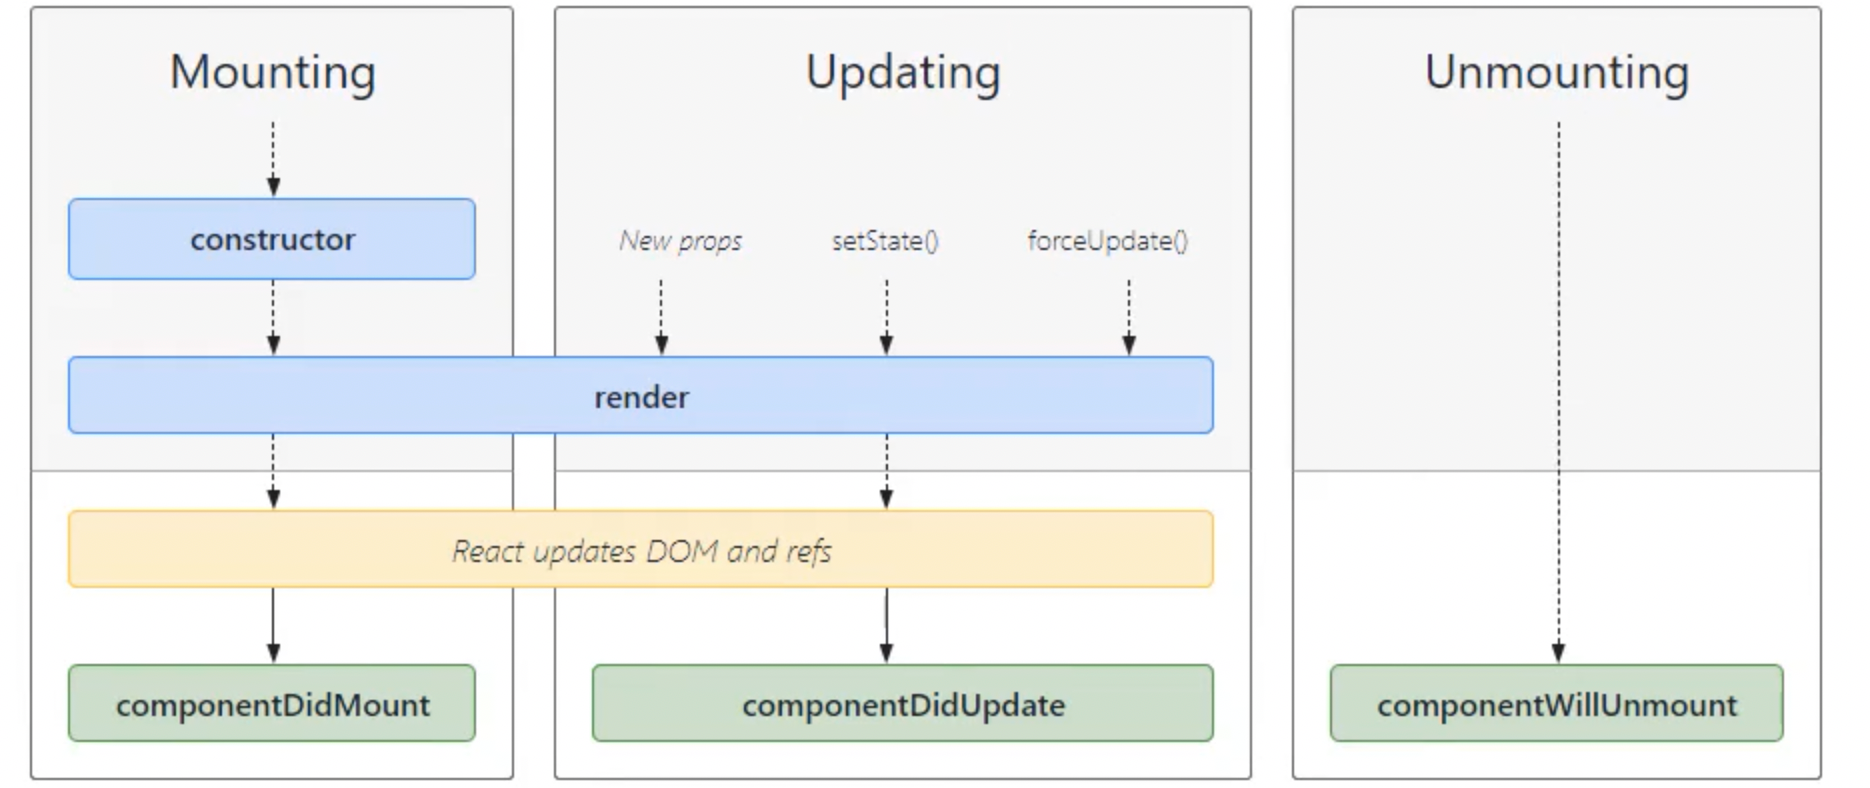 Mounting
Updating
Unmounting
constructor
New props
setState()
forceUpdate()
render
React updates DOM and refs
componentDidMount
componentDidUpdate
componentWillUnmount